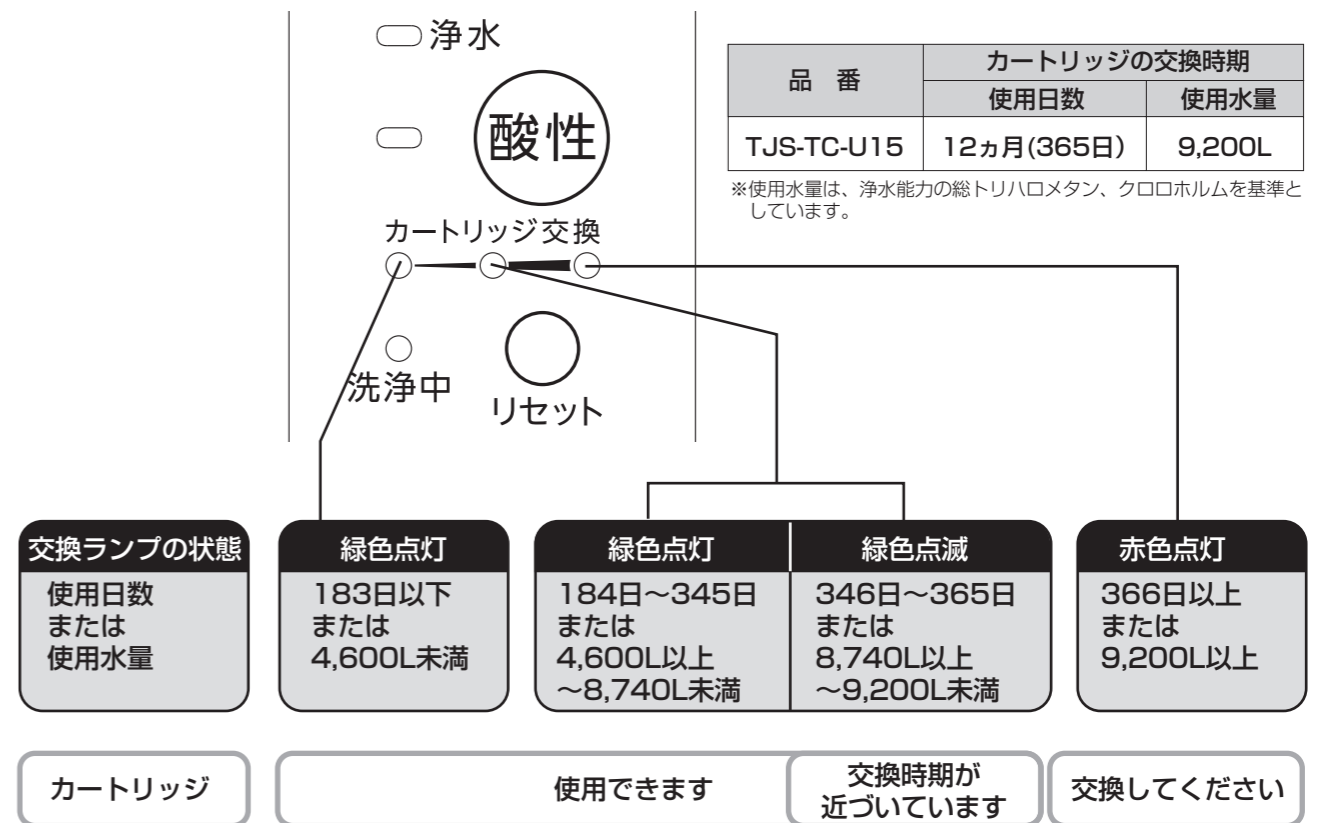 浄水
酸性
カートリッジ交換
洗浄中
リセット
品 番
カートリッジの交換時期
使用日数
使用水量
TJS-TC-U15
12ヵ月(365日)
9,200L
※使用水量は、浄水能力の総トリハロメタン、クロロホルムを基準と
しています。
交換ランプの状態
使用日数
または
使用水量
緑色点灯
183日以下
または
4,600L未満
緑色点灯
184日～345日
または
4,600L以上
～8,740L未満
緑色点滅
346日～365日
または
8,740L以上
～9,200L未満
赤色点灯
366日以上
または
9,200L以上
カートリッジ
使用できます
交換時期が
近づいています
交換してください